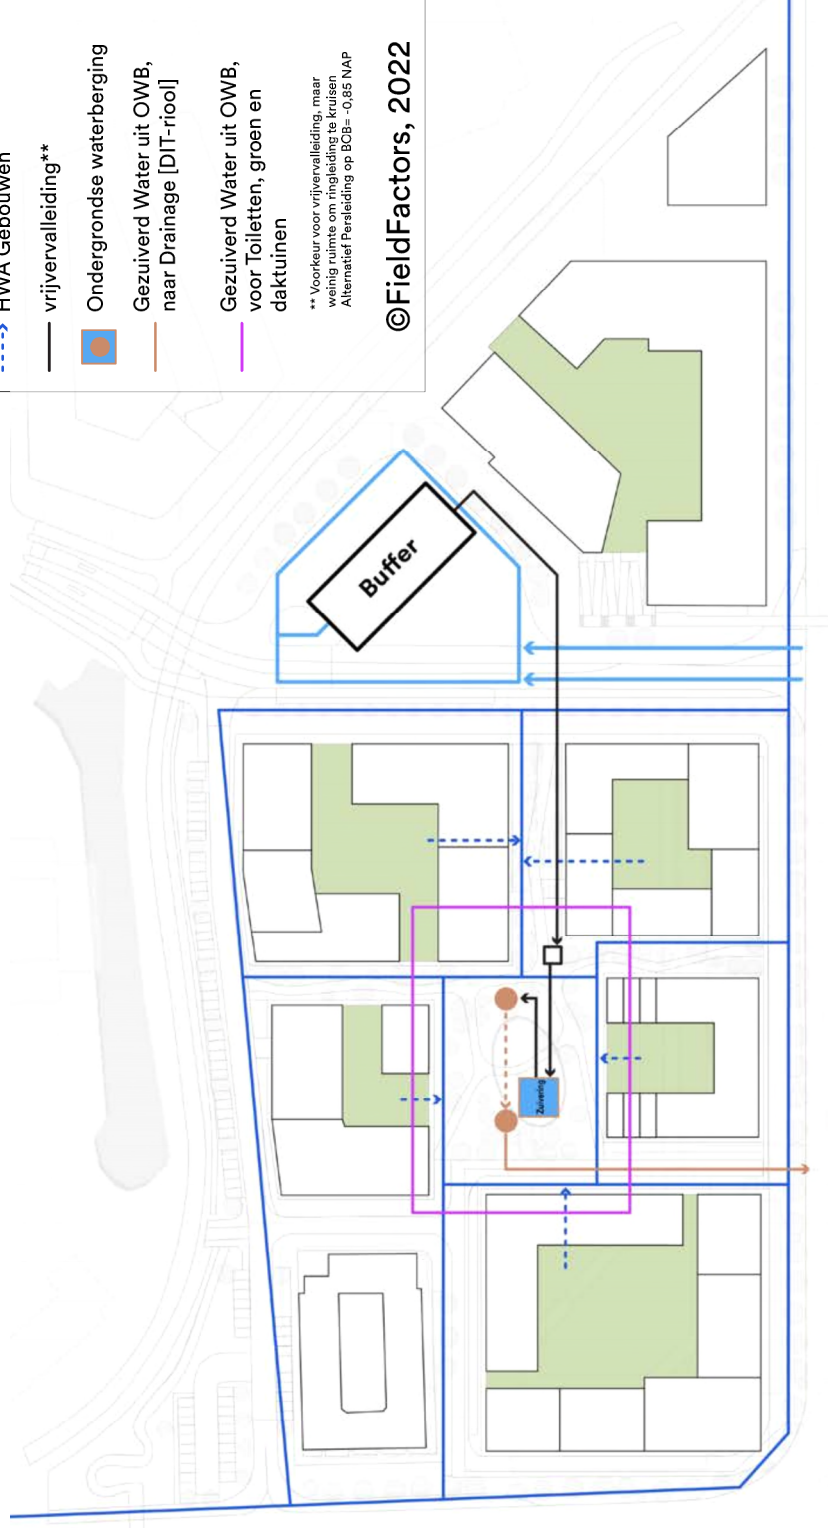 HWA Gebouwen
vrijvervalleiding**
Ondergrondse waterberging
Gezuiverd Water uit OWB,
naar Drainage [DIT-riool]
Gezuiverd Water uit OWB,
voor Toiletten, groen en
daktuinen
** Voorkeur voor vrijvervalleiding, maar
weinig ruimte om ringleiding te kruisen
Alternatief Persleiding op BOB= -0,85 NAP
©FieldFactors, 2022
Buffer
Zuivering